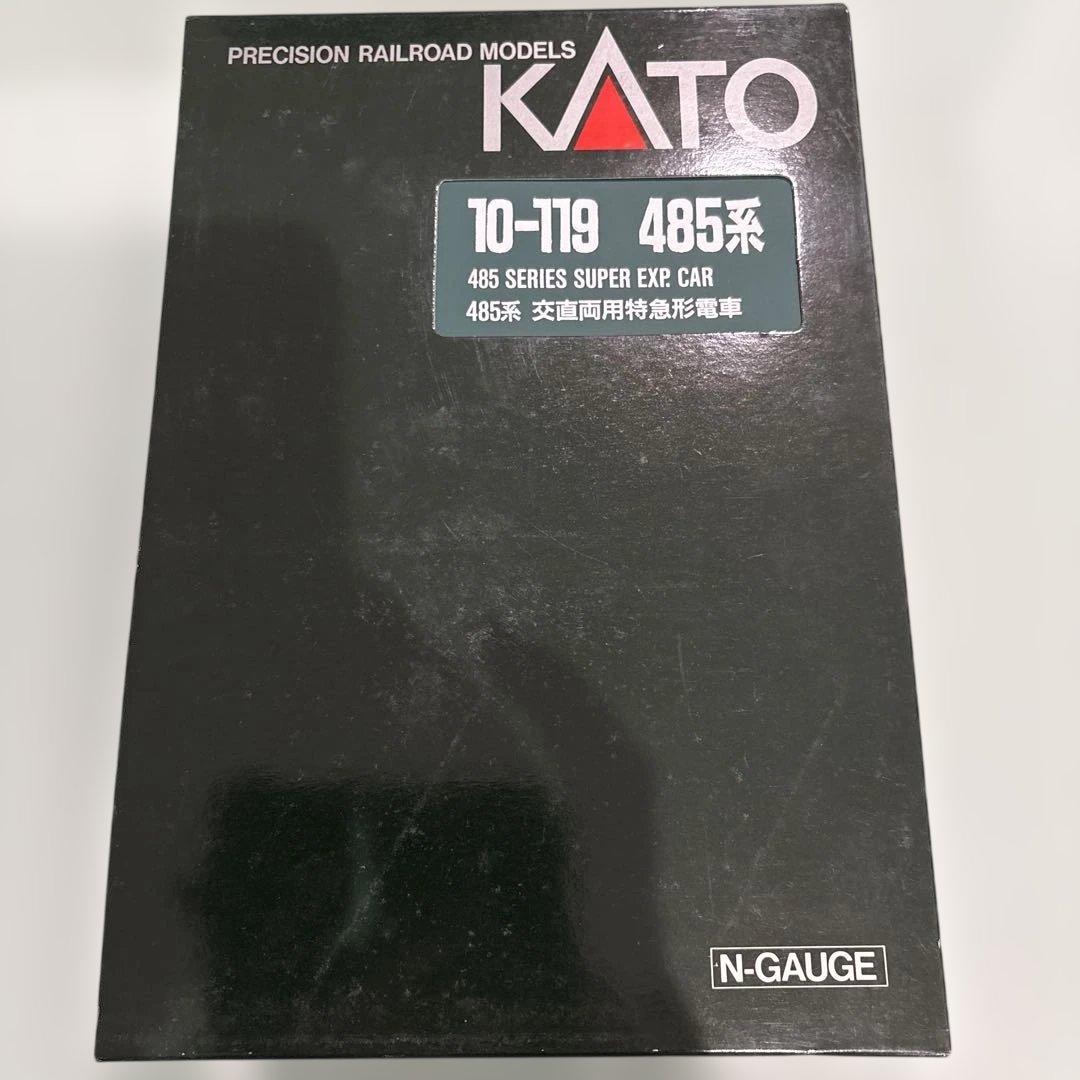 PRECISION RAILROAD MODELS
KATO
10-119 485系
485 SERIES SUPER EXP. CAR
485系 交直両用特急形電車
N-GAUGE